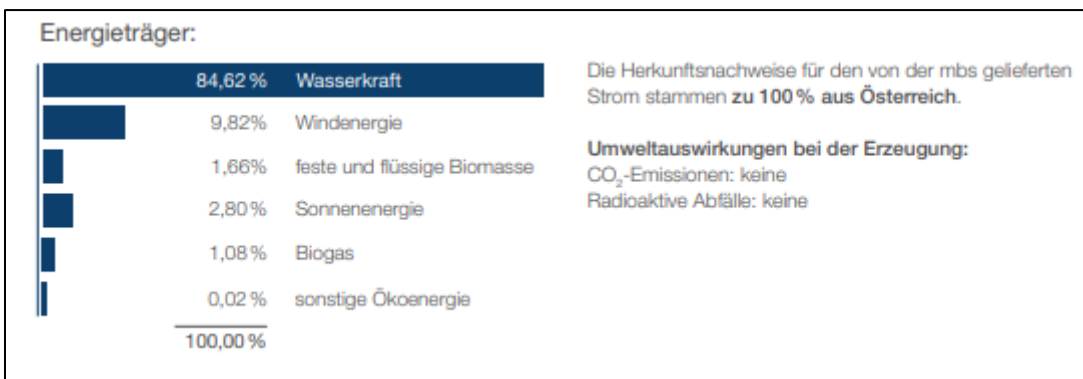 Energieträger:
84,62 % Wasserkraft
9,82% Windenergie
1,66% feste und flüssige Biomasse
2,80 % Sonnenenergie
1,08 % Biogas
0,02 % sonstige Ökoenergie
100,00 %
Die Herkunftsnachweise für den von der mbs gelieferten
Strom stammen zu 100 % aus Österreich.
Umweltauswirkungen bei der Erzeugung:
CO₂-Emissionen: keine
Radioaktive Abfälle: keine